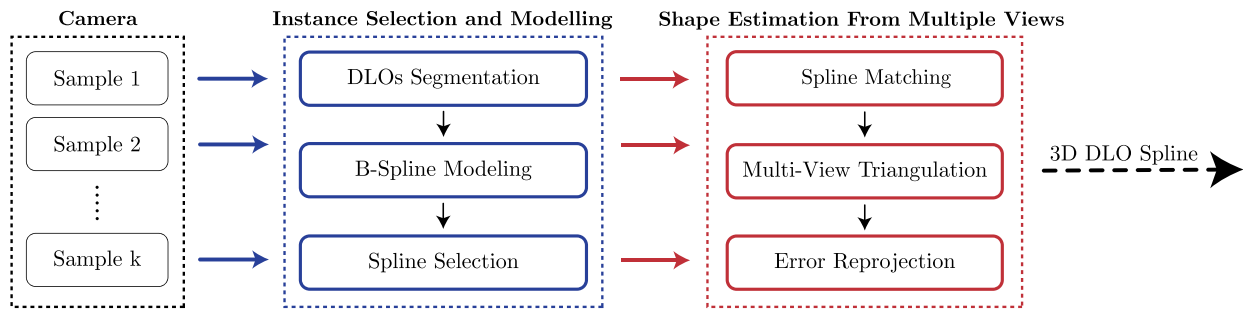 Camera
Sample 1
Sample 2
Sample k
Instance Selection and Modelling
DLOs Segmentation
B-Spline Modeling
Spline Selection
Shape Estimation From Multiple Views
Spline Matching
Multi-View Triangulation
Error Reprojection
3D DLO Spline